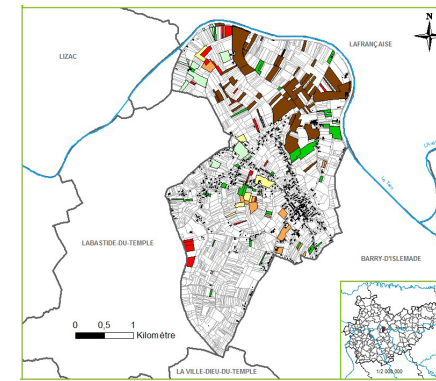 N
LIZAC
LAFRANÇAISE
Le Tarn
LABASTIDE-DU-TEMPLE
BARRY-D'ISLEMADE
0 0,5 1
Kilomètre
1/2 000 000
LA VILLE-DIEU-DU-TEMPLE